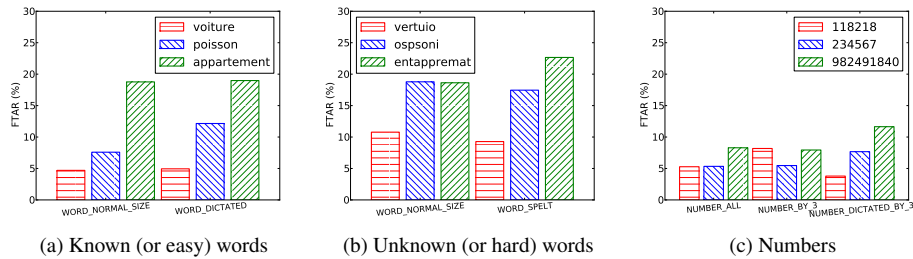 30
25
20
15
10
5
0
FTAR (%)
voiture
poisson
appartement
WORD_NORMAL_SIZE
WORD_DICTATED
(a) Known (or easy) words
30
25
20
15
10
5
0
FTAR (%)
vertuio
ospsoni
entappremat
WORD_NORMAL_SIZE
WORD_SPELT
(b) Unknown (or hard) words
30
25
20
15
10
5
0
FTAR (%)
118218
234567
982491840
NUMBER_ALL
NUMBER_BY_3
NUMBER_DICTATED_BY_3
(c) Numbers